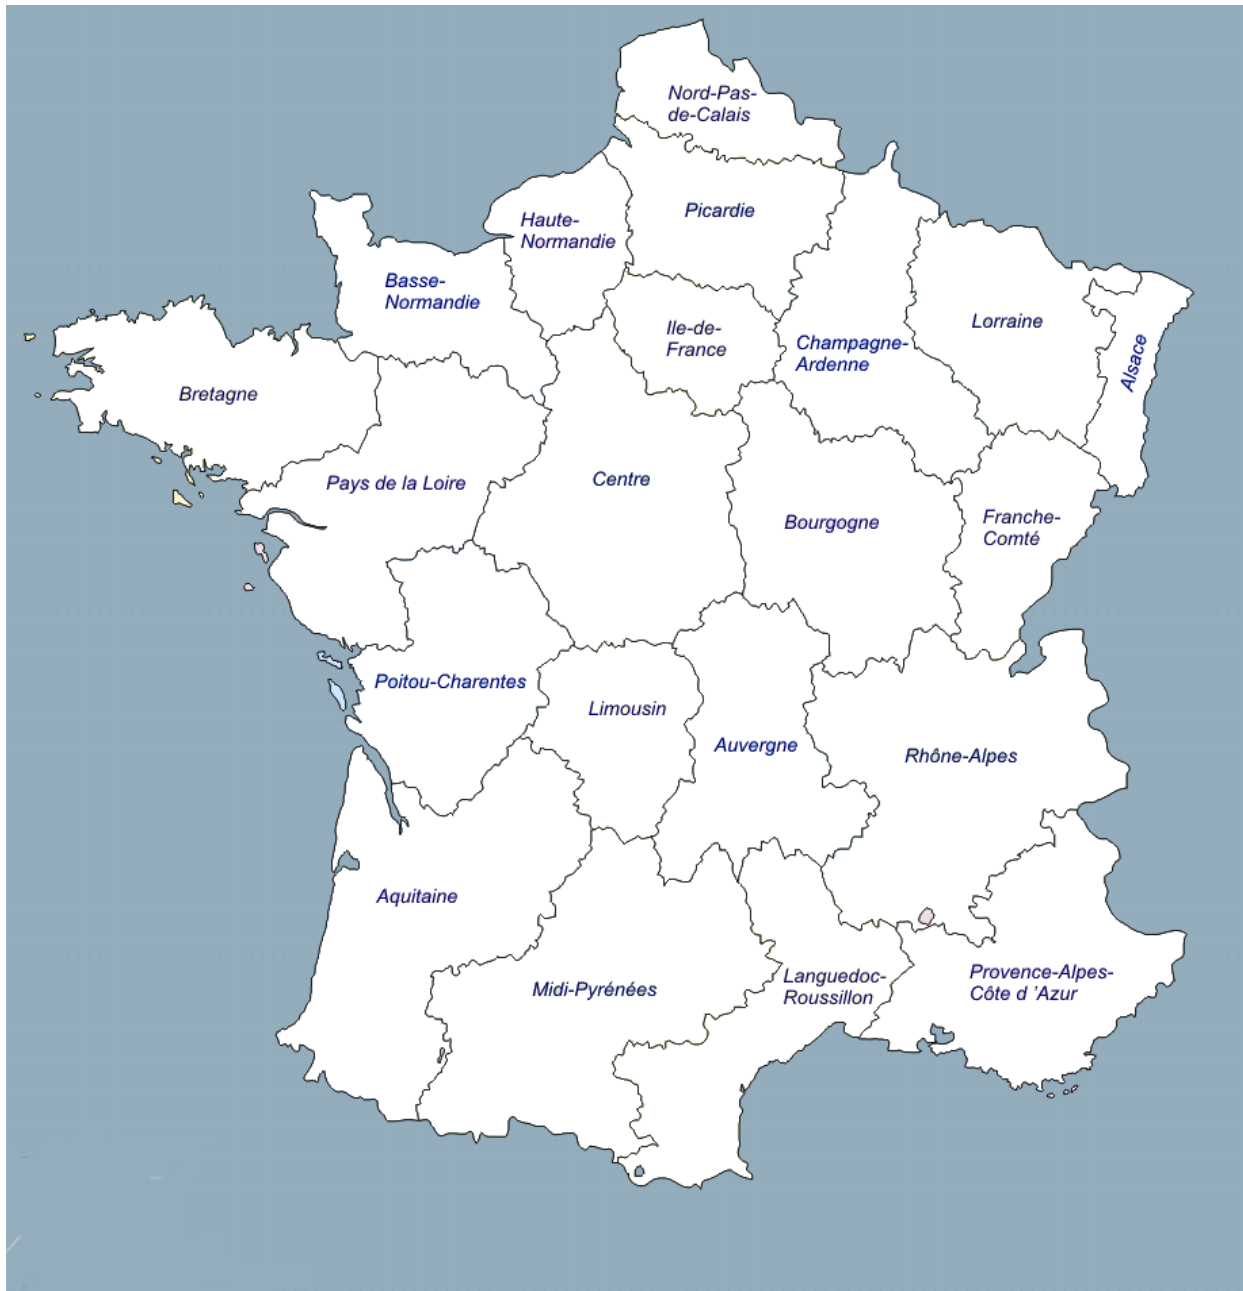 Nord-Pas-
de-Calais
Picardie
Haute-
Normandie
Basse-
Normandie
Ile-de-
France
Champagne-
Ardenne
Lorraine
Alsace
Bretagne
Pays de la Loire
Centre
Bourgogne
Franche-
Comté
Poitou-Charentes
Limousin
Auvergne
Rhône-Alpes
Aquitaine
Midi-Pyrénées
Languedoc-
Roussillon
Provence-Alpes-
Côte d ’Azur